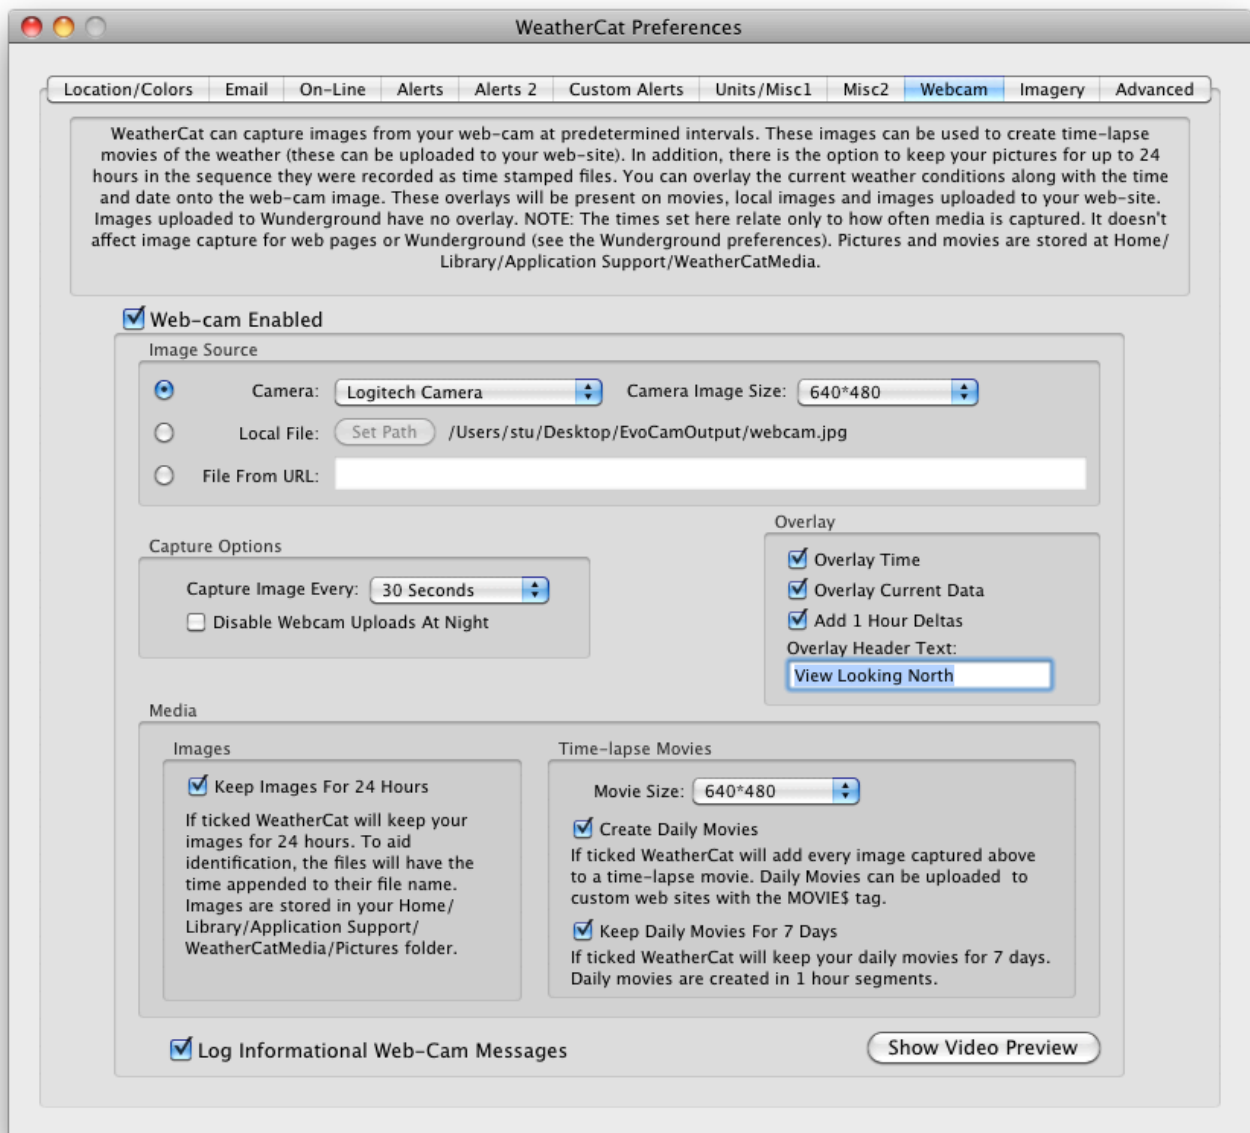 WeatherCat Preferences
Location/Colors Email On-Line Alerts Alerts 2 Custom Alerts Units/Misc1 Misc2 Webcam Imagery Advanced
WeatherCat can capture images from your web-cam at predetermined intervals. These images can be used to create time-lapse
movies of the weather (these can be uploaded to your web-site). In addition, there is the option to keep your pictures for up to 24
hours in the sequence they were recorded as time stamped files. You can overlay the current weather conditions along with the time
and date onto the web-cam image. These overlays will be present on movies, local images and images uploaded to your web-site.
Images uploaded to Wunderground have no overlay. NOTE: The times set here relate only to how often media is captured. It doesn't
affect image capture for web pages or Wunderground (see the Wunderground preferences). Pictures and movies are stored at Home/
Library/Application Support/WeatherCatMedia.
Web-cam Enabled
Image Source
Camera: Logitech Camera Camera Image Size: 640*480
Local File: Set Path /Users/stu/Desktop/EvoCamOutput/webcam.jpg
File From URL:
Capture Options
Capture Image Every: 30 Seconds
Disable Webcam Uploads At Night
Overlay
Overlay Time
Overlay Current Data
Add 1 Hour Deltas
Overlay Header Text:
View Looking North
Media
Images
Keep Images For 24 Hours
If ticked WeatherCat will keep your
images for 24 hours. To aid
identification, the files will have the
time appended to their file name.
Images are stored in your Home/
Library/Application Support/
WeatherCatMedia/Pictures folder.
Time-lapse Movies
Movie Size: 640*480
Create Daily Movies
If ticked WeatherCat will add every image captured above
to a time-lapse movie. Daily Movies can be uploaded to
custom web sites with the MOVIE$ tag.
Keep Daily Movies For 7 Days
If ticked WeatherCat will keep your daily movies for 7 days.
Daily movies are created in 1 hour segments.
Log Informational Web-Cam Messages
Show Video Preview